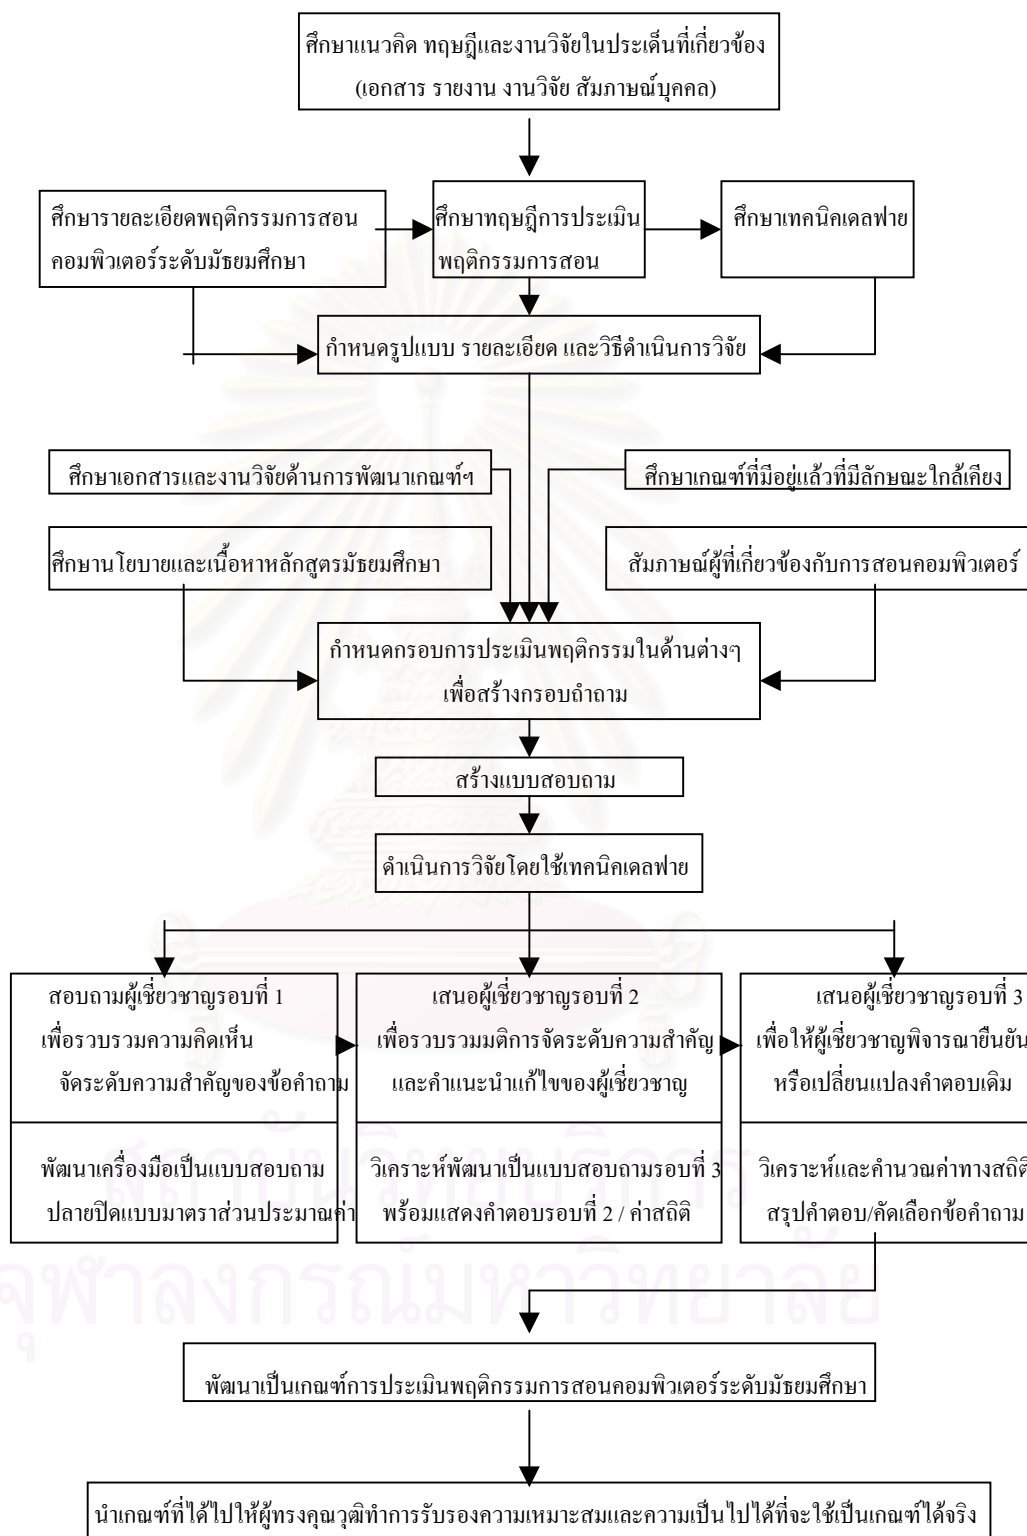 ศึกษาแนวคิด ทฤษฎีและงานวิจัยในประเด็นที่เกี่ยวข้อง
(เอกสาร รายงาน งานวิจัย สัมภาษณ์บุคคล)
ศึกษารายละเอียดพฤติกรรมการสอน
คอมพิวเตอร์ระดับมัธยมศึกษา
ศึกษาทฤษฎีการประเมิน
พฤติกรรมการสอน
ศึกษาเทคนิคเดลฟาย
กำหนดรูปแบบ รายละเอียด และวิธีดำเนินการวิจัย
ศึกษาเอกสารและงานวิจัยด้านการพัฒนาเกณฑ์ฯ
ศึกษาเกณฑ์ที่มีอยู่แล้วที่มีลักษณะใกล้เคียง
ศึกษานโยบายและเนื้อหาหลักสูตรมัธยมศึกษา
สัมภาษณ์ผู้ที่เกี่ยวข้องกับการสอนคอมพิวเตอร์
กำหนดกรอบการประเมินพฤติกรรมในด้านต่างๆ
เพื่อสร้างกรอบถำถาม
สร้างแบบสอบถาม
ดำเนินการวิจัยโดยใช้เทคนิคเดลฟาย
สอบถามผู้เชี่ยวชาญรอบที่ 1
เพื่อรวบรวมความคิดเห็น
จัดระดับความสำคัญของข้อคำถาม
พัฒนาเครื่องมือเป็นแบบสอบถาม
ปลายปิดแบบมาตราส่วนประมาณค่า
เสนอผู้เชี่ยวชาญรอบที่ 2
เพื่อรวบรวมมติการจัดระดับความสำคัญ
และคำแนะนำแก้ไขของผู้เชี่ยวชาญ
วิเคราะห์พัฒนาเป็นแบบสอบถามรอบที่ 3
พร้อมแสดงคำตอบรอบที่ 2 / ค่าสถิติ
เสนอผู้เชี่ยวชาญรอบที่ 3
เพื่อให้ผู้เชี่ยวชาญพิจารณายืนยัน
หรือเปลี่ยนแปลงคำตอบเดิม
วิเคราะห์และคำนวณค่าทางสถิติ
สรุปคำตอบ/คัดเลือกข้อคำถาม
สถาบันวิทยบริการ
จุฬาลงกรณ์มหาวิทยาลัย
พัฒนาเป็นเกณฑ์การประเมินพฤติกรรมการสอนคอมพิวเตอร์ระดับมัธยมศึกษา
นำเกณฑ์ที่ได้ไปให้ผู้ทรงคุณวุฒิทำการรับรองความเหมาะสมและความเป็นไปได้ที่จะใช้เป็นเกณฑ์ได้จริง